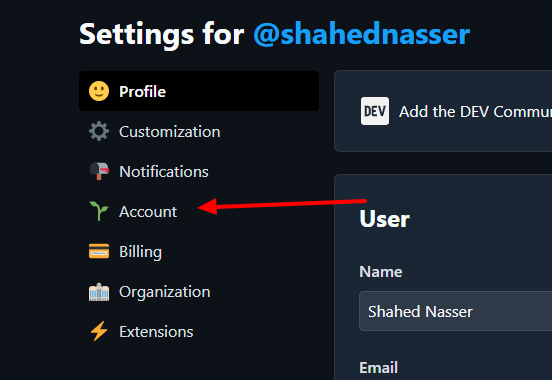 Settings for @shahednasser
Profile
Customization
Notifications
Account
Billing
Organization
Extensions
DEV Add the DEV
User
Name
Shahed Nasser
Email